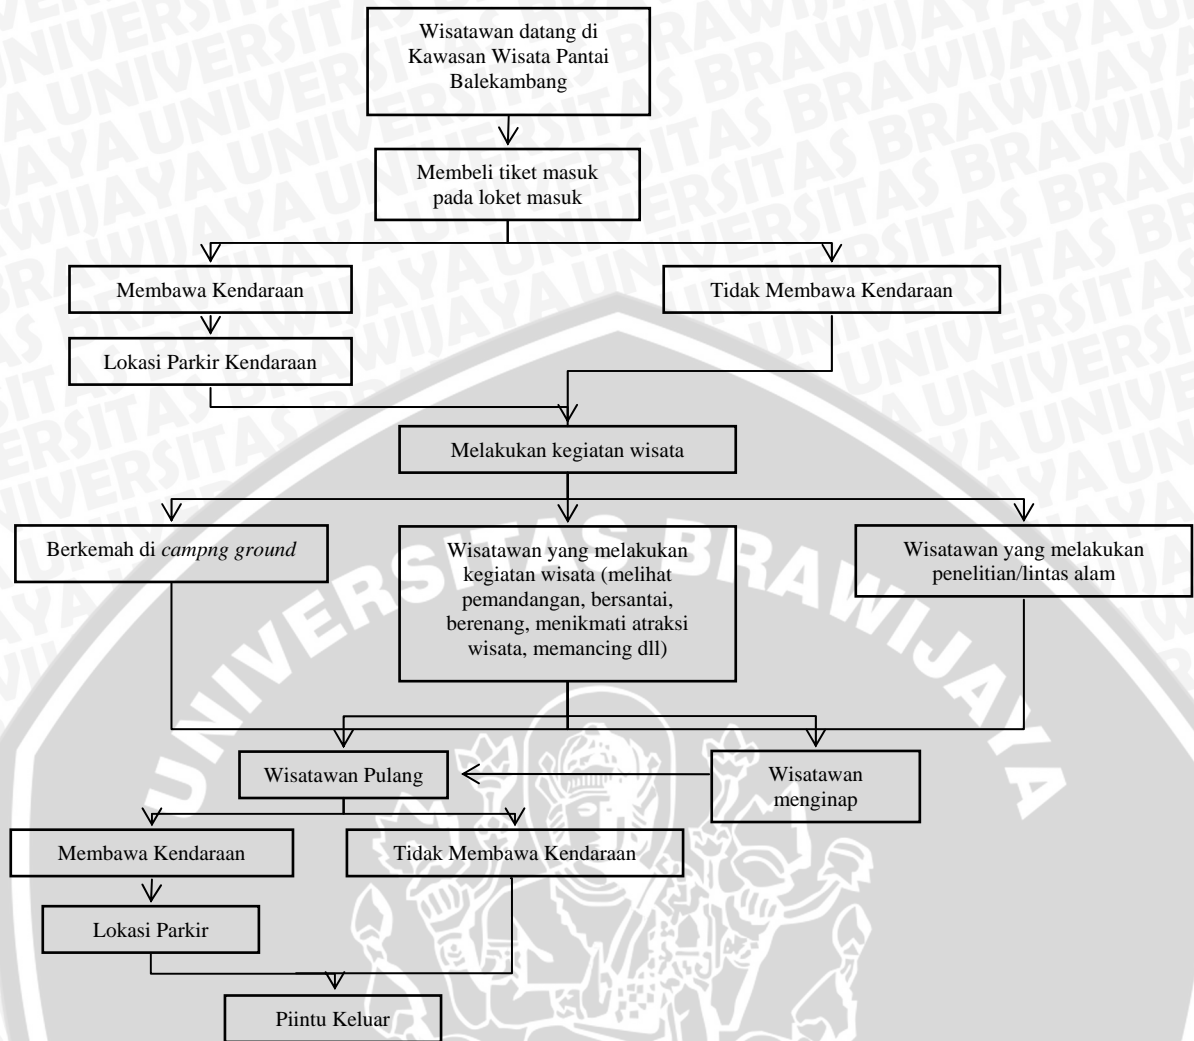 Wisatawan datang di
Kawasan Wisata Pantai
Balekambang
Membeli tiket masuk
pada loket masuk
Membawa Kendaraan
Tidak Membawa Kendaraan
Lokasi Parkir Kendaraan
Melakukan kegiatan wisata
Berkemah di campng ground
Wisatawan yang melakukan
kegiatan wisata (melihat
pemandangan, bersantai,
berenang, menikmati atraksi
wisata, memancing dll)
Wisatawan yang melakukan
penelitian/lintas alam
Wisatawan Pulang
Wisatawan
menginap
Membawa Kendaraan
Tidak Membawa Kendaraan
Lokasi Parkir
Piintu Keluar
UNIVERSITAS BRAWIJAYA